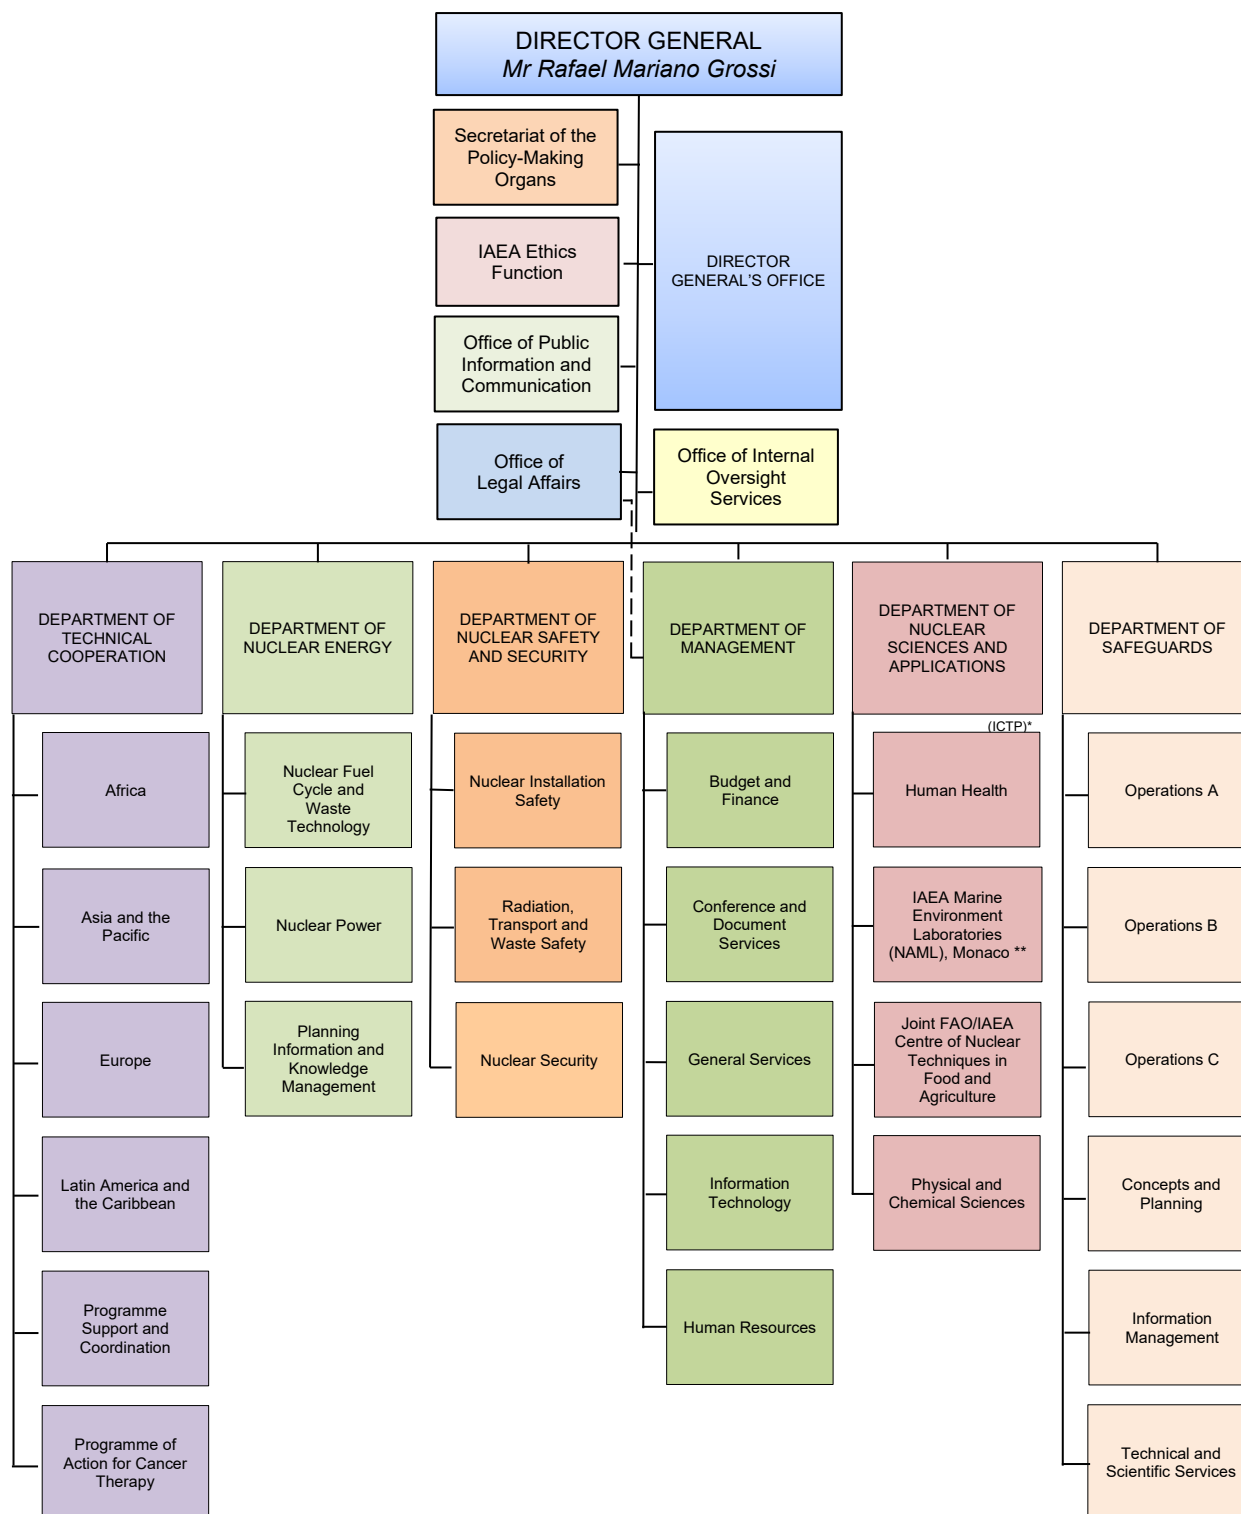 DIRECTOR GENERAL
Mr Rafael Mariano Grossi
Secretariat of the
Policy-Making
Organs
IAEA Ethics
Function
DIRECTOR
GENERAL'S OFFICE
Office of Public
Information and
Communication
Office of
Legal Affairs
Office of Internal
Oversight
Services
DEPARTMENT OF
TECHNICAL
COOPERATION
DEPARTMENT OF
NUCLEAR ENERGY
DEPARTMENT OF
NUCLEAR SAFETY
AND SECURITY
DEPARTMENT OF
MANAGEMENT
DEPARTMENT OF
NUCLEAR
SCIENCES AND
APPLICATIONS
DEPARTMENT OF
SAFEGUARDS
(ICTP)*
Africa
Asia and the
Pacific
Europe
Latin America and
the Caribbean
Programme
Support and
Coordination
Programme of
Action for Cancer
Therapy
Nuclear Fuel
Cycle and
Waste
Technology
Nuclear Power
Planning
Information and
Knowledge
Management
Nuclear Installation
Safety
Radiation,
Transport and
Waste Safety
Nuclear Security
Budget and
Finance
Conference and
Document
Services
General Services
Information
Technology
Human Resources
Human Health
IAEA Marine
Environment
Laboratories
(NAML), Monaco **
Joint FAO/IAEA
Centre of Nuclear
Techniques in
Food and
Agriculture
Physical and
Chemical Sciences
Operations A
Operations B
Operations C
Concepts and
Planning
Information
Management
Technical and
Scientific Services